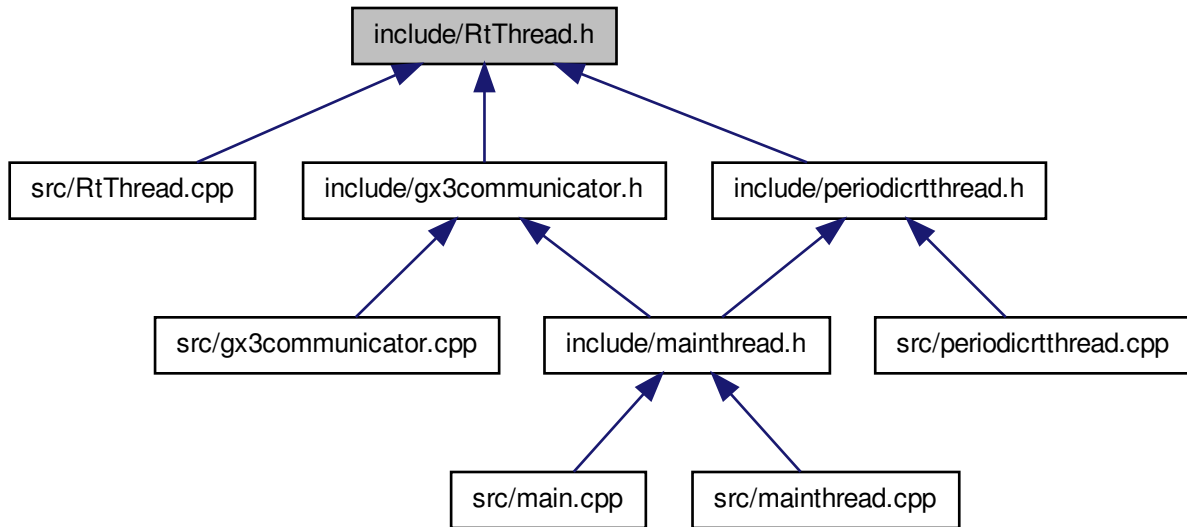 include/RtThread.h
src/RtThread.cpp
include/gx3communicator.h
include/periodicrtthread.h
src/gx3communicator.cpp
include/mainthread.h
src/periodicrtthread.cpp
src/main.cpp
src/mainthread.cpp